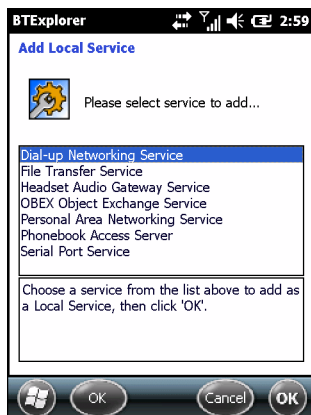 BTExplorer 2:59
Add Local Service
Please select service to add...
Dial-up Networking Service
File Transfer Service
Headset Audio Gateway Service
OBEX Object Exchange Service
Personal Area Networking Service
Phonebook Access Server
Serial Port Service
Choose a service from the list above to add as
a Local Service, then click 'OK'.
OK Cancel OK